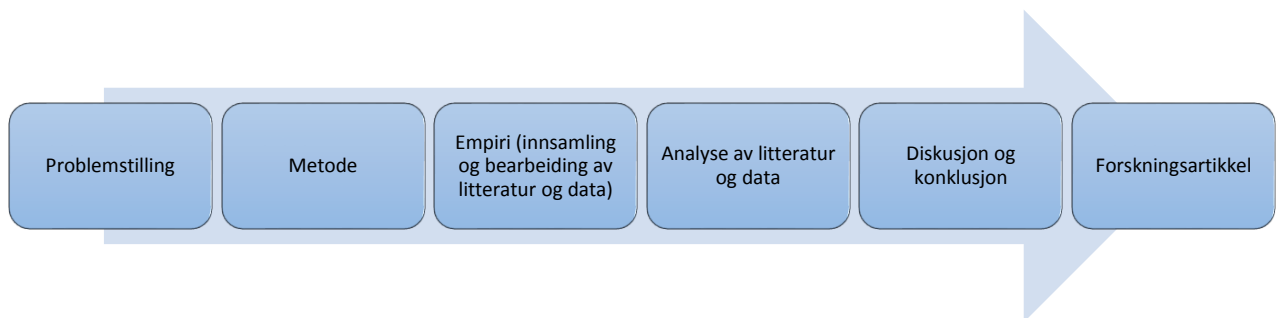 Problemstilling
Metode
Empiri (innsamling
og bearbeiding av
litteratur og data)
Analyse av litteratur
og data
Diskusjon og
konklusjon
Forskningsartikkel